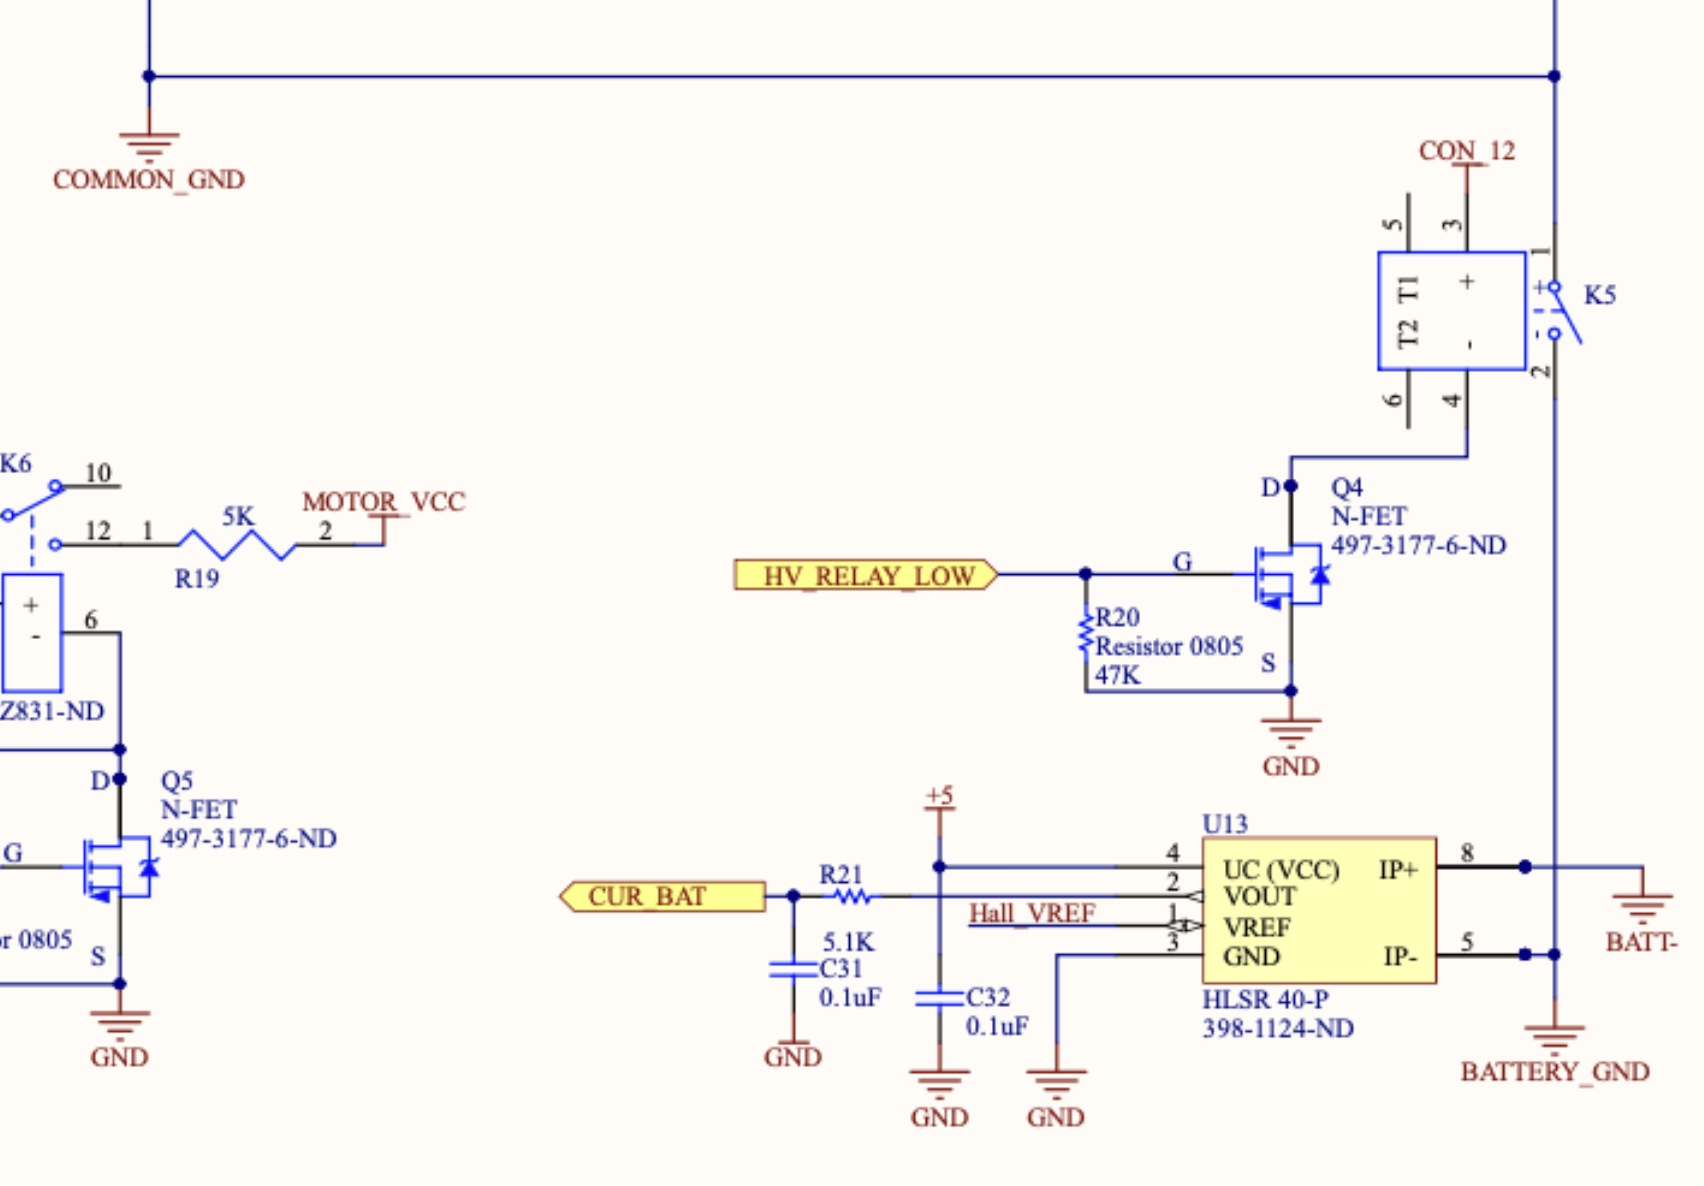 COMMON_GND
CON_12
5
3
1
T1
+
+
K5
T2
-
-
2
6
4
K6
10
12
1
5K
2
MOTOR_VCC
R19
+
-
6
Z831-ND
D
Q5
N-FET
497-3177-6-ND
G
r 0805
S
GND
D
Q4
N-FET
497-3177-6-ND
HV_RELAY_LOW
G
R20
Resistor 0805
47K
S
GND
+5
U13
4
UC (VCC)
IP+
8
2
VOUT
Hall_VREF
1
VREF
3
GND
IP-
5
HLSR 40-P
398-1124-ND
BATT-
BATTERY_GND
CUR_BAT
R21
5.1K
C31
0.1uF
GND
C32
0.1uF
GND
GND